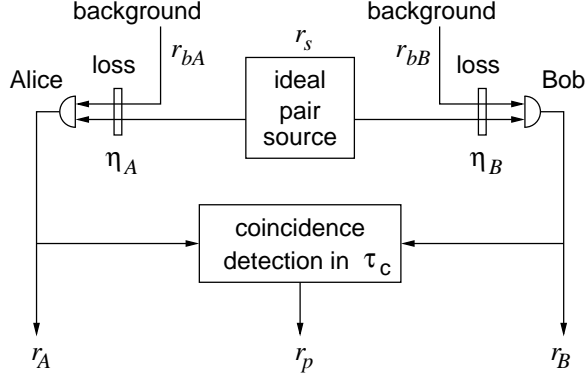 background
background
r_s
r_bA
r_bB
Alice
loss
loss
Bob
ideal
pair
source
η_A
η_B
coincidence
detection in τ_c
r_A
r_p
r_B